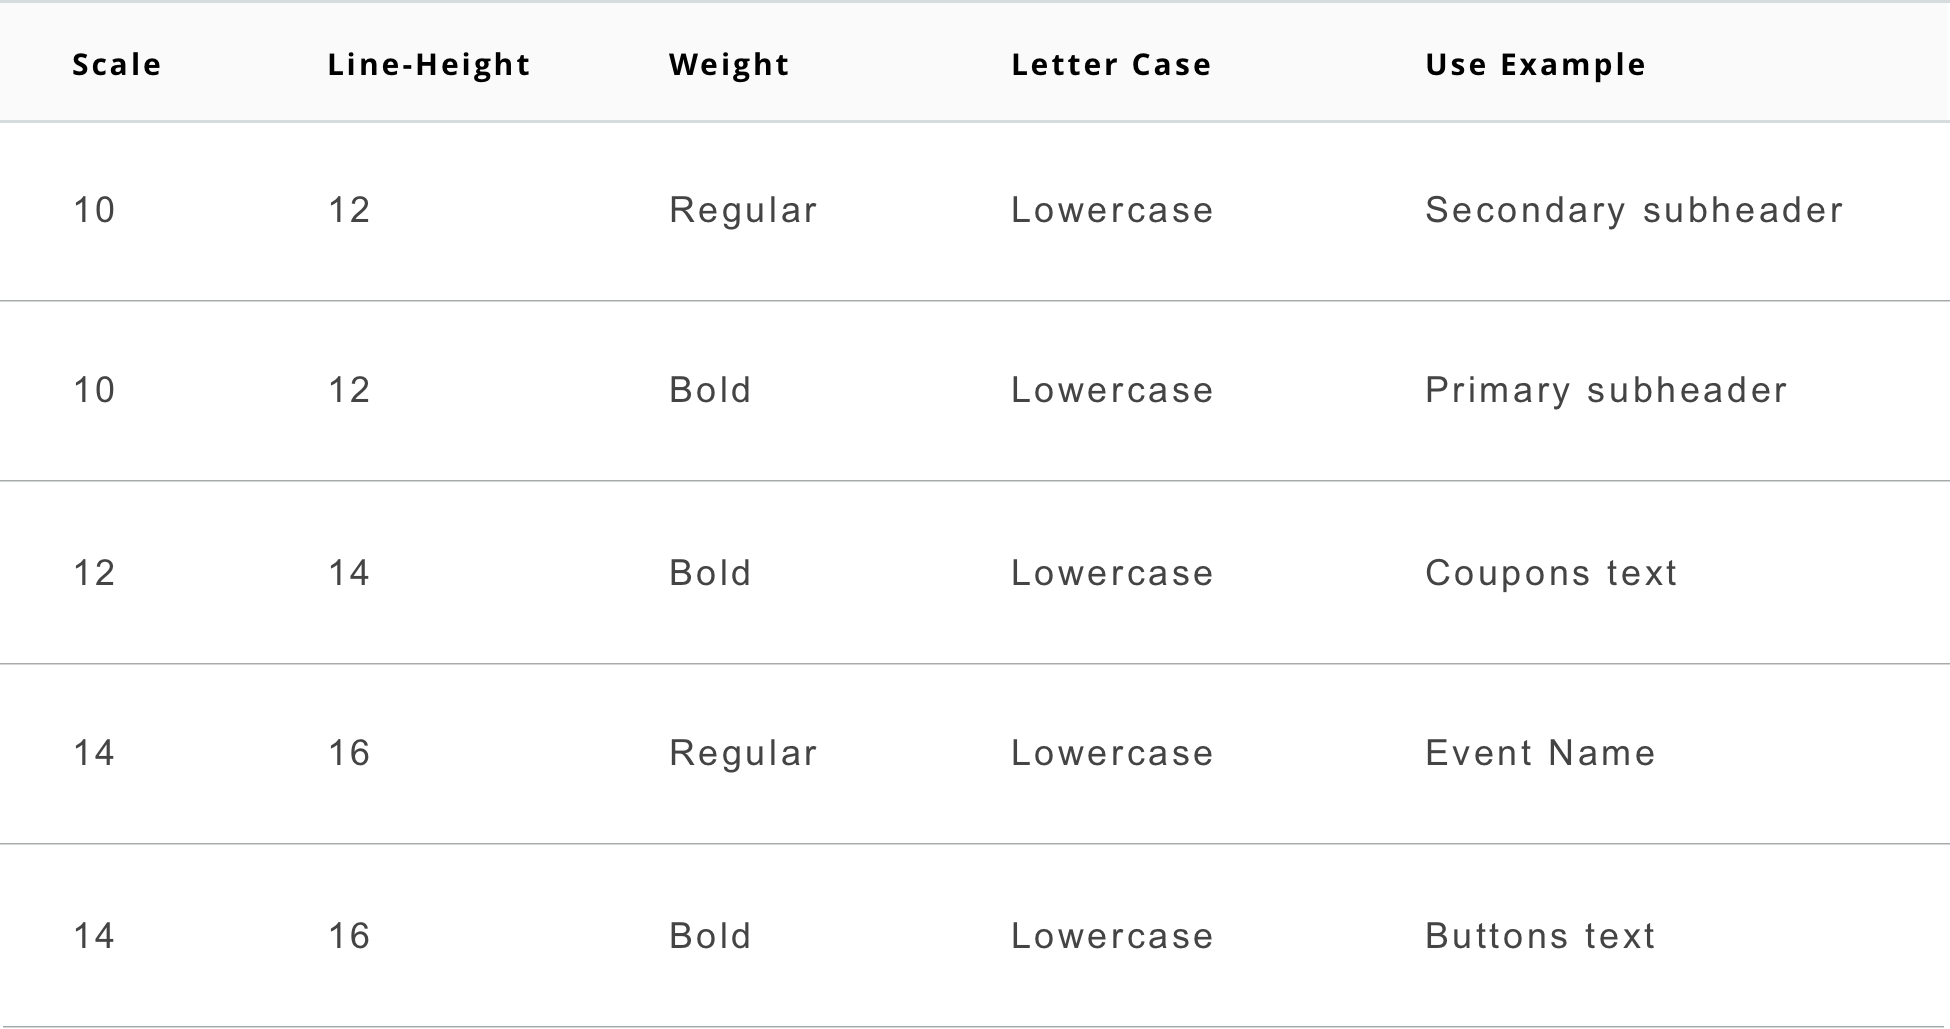 Scale Line-Height Weight Letter Case Use Example
10 12 Regular Lowercase Secondary subheader
10 12 Bold Lowercase Primary subheader
12 14 Bold Lowercase Coupons text
14 16 Regular Lowercase Event Name
14 16 Bold Lowercase Buttons text